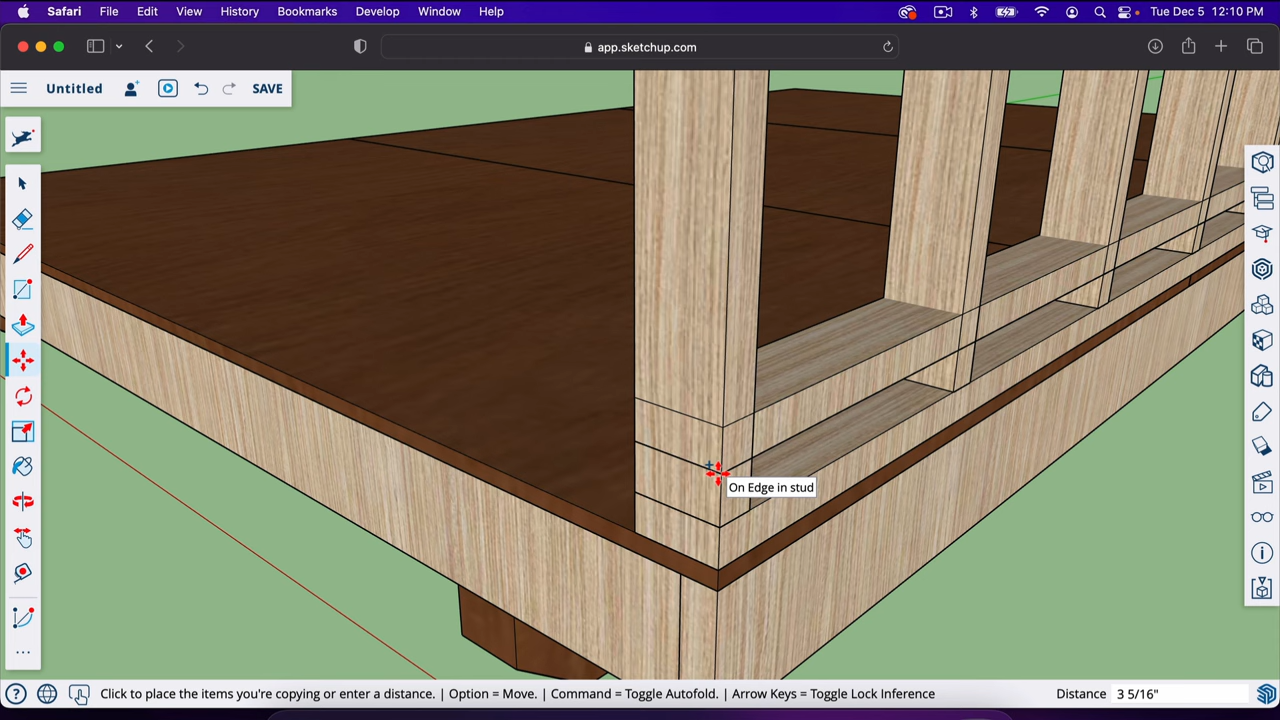 Safari File Edit View History Bookmarks Develop Window Help Tue Dec 5 12:10 PM
app.sketchup.com
Untitled SAVE
On Edge in stud
Click to place the items you're copying or enter a distance. | Option = Move. | Command = Toggle Autofold. | Arrow Keys = Toggle Lock Inference Distance 3 5/16"